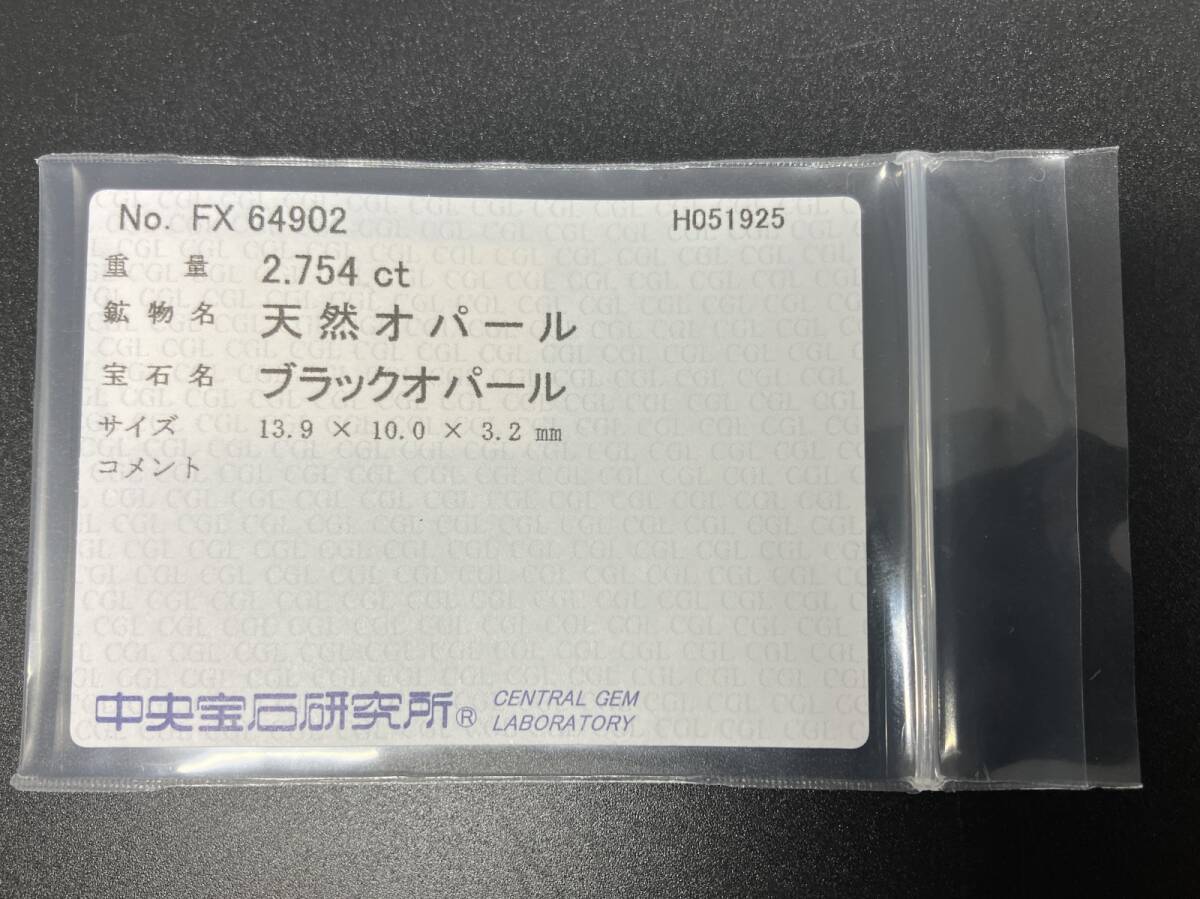 No. FX 64902 H051925
重 量 2.754 ct
鉱 物 名 天然オパール
宝 石 名 ブラックオパール
サイズ 13.9 × 10.0 × 3.2 mm
コメント
中央宝石研究所® CENTRAL GEM
LABORATORY